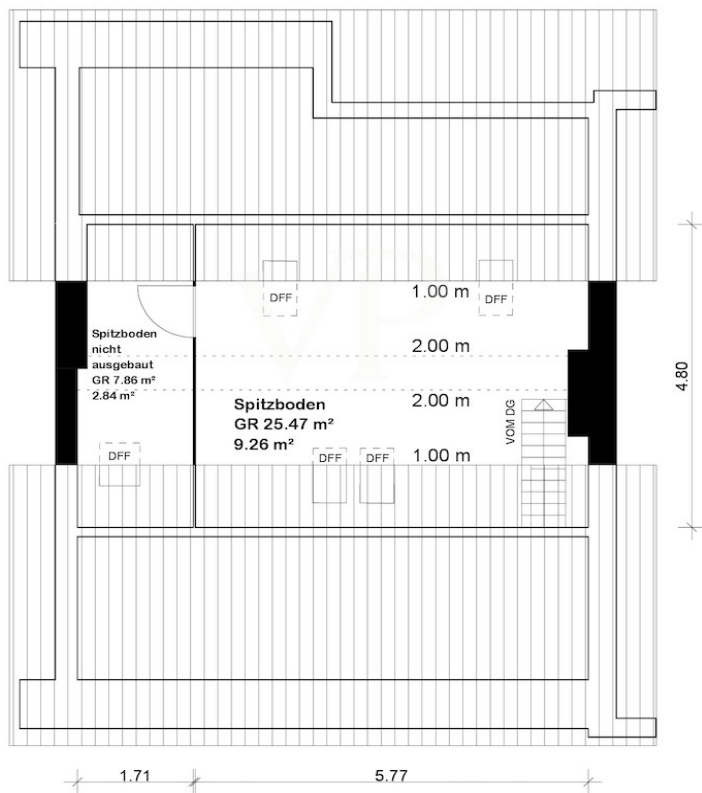 VP
DFF
DFF
1.00 m
Spitzboden
nicht
ausgebaut
GR 7.86 m²
2.84 m²
2.00 m
2.00 m
Spitzboden
GR 25.47 m²
9.26 m²
VOM DG
4.80
DFF
DFF
DFF
1.00 m
1.71
5.77